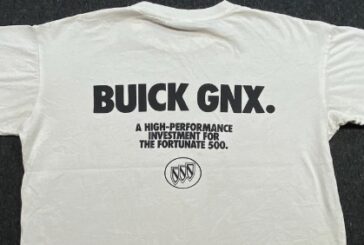 BUICK GNX.
A HIGH-PERFORMANCE
INVESTMENT FOR
THE FORTUNATE 500.